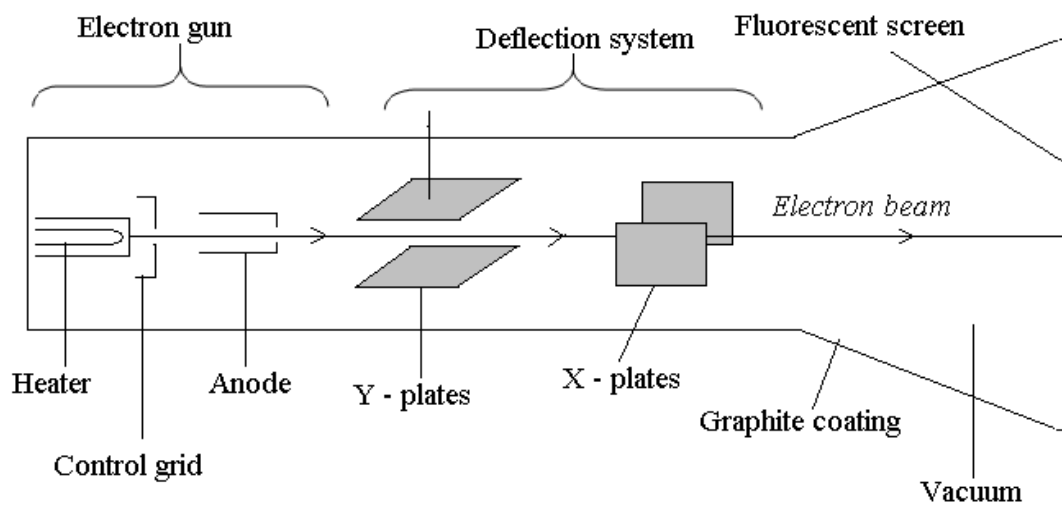 Electron gun
Deflection system
Fluorescent screen
Electron beam
Heater
Anode
Y - plates
X - plates
Graphite coating
Control grid
Vacuum